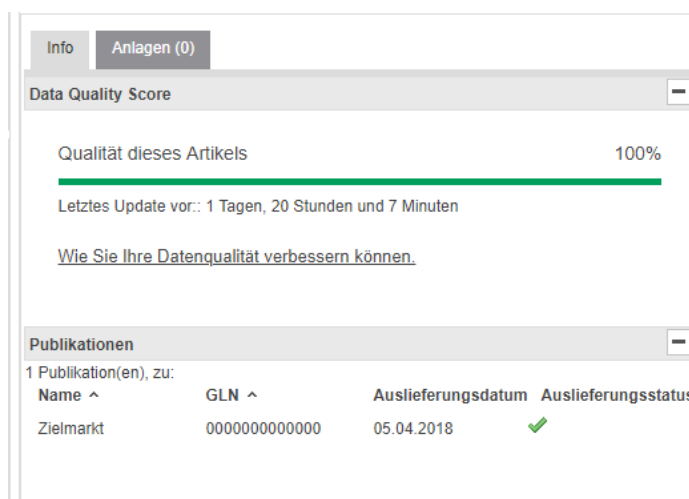 Info Anlagen (0)
Data Quality Score
Qualität dieses Artikels 100%
Letztes Update vor:: 1 Tagen, 20 Stunden und 7 Minuten
Wie Sie Ihre Datenqualität verbessern können.
Publikationen
1 Publikation(en), zu:
Name GLN Auslieferungsdatum Auslieferungsstatus
Zielmarkt 0000000000000 05.04.2018